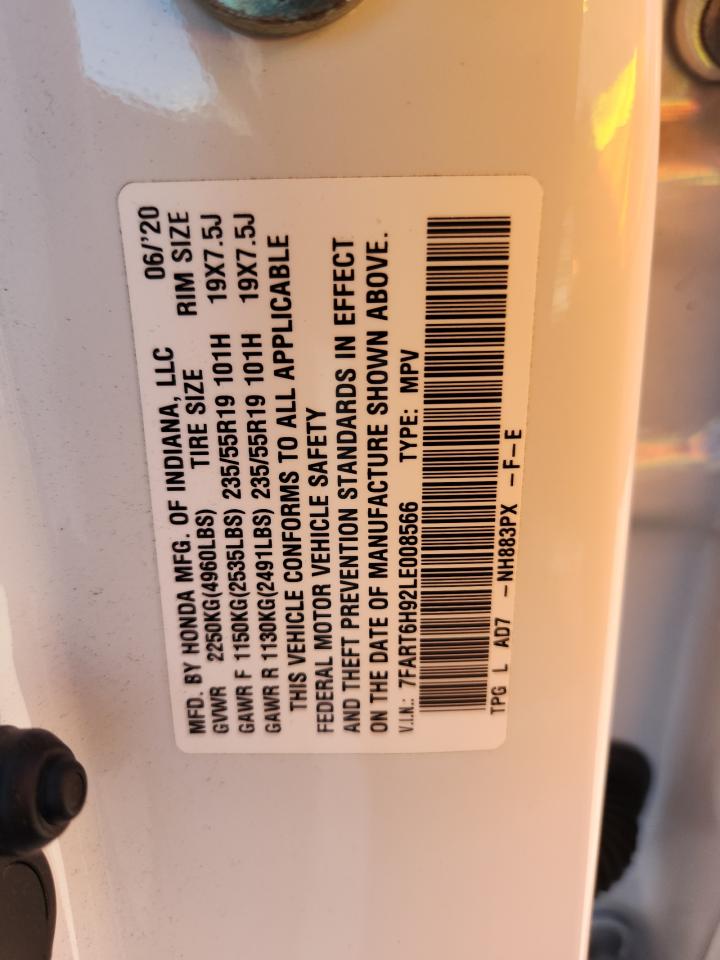 MFD. BY HONDA MFG. OF INDIANA, LLC 06/'20
GVWR 2250KG(4960LBS) TIRE SIZE RIM SIZE
GAWR F 1150KG(2535LBS) 235/55R19 101H 19X7.5J
GAWR R 1130KG(2491LBS) 235/55R19 101H 19X7.5J
THIS VEHICLE CONFORMS TO ALL APPLICABLE
FEDERAL MOTOR VEHICLE SAFETY
AND THEFT PREVENTION STANDARDS IN EFFECT
ON THE DATE OF MANUFACTURE SHOWN ABOVE.
V.I.N.: 7FART6H92LE008566 TYPE: MPV
TPG L AD7 -NH883PX -F-E